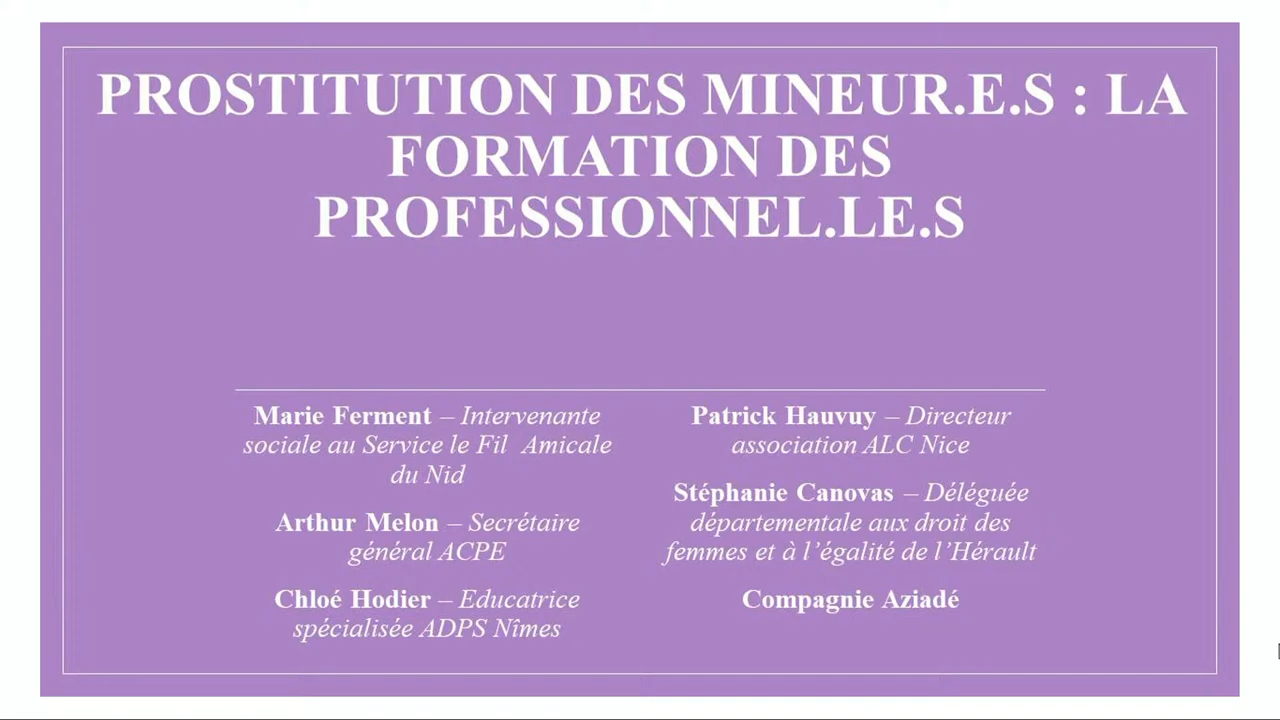 PROSTITUTION DES MINEUR.E.S : LA
FORMATION DES
PROFESSIONNEL.LE.S
Marie Ferment – Intervenante
sociale au Service le Fil Amicale
du Nid
Arthur Melon – Secrétaire
général ACPE
Chloé Hodier – Educatrice
spécialisée ADPS Nîmes
Patrick Hauvuy – Directeur
association ALC Nice
Stéphanie Canovas – Déléguée
départementale aux droit des
femmes et à l’égalité de l’Hérault
Compagnie Aziadé